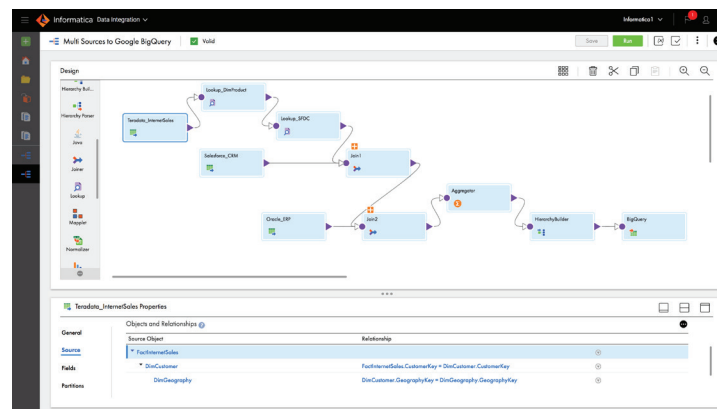 Informatica Data Integration
Informatica1
Multi Sources to Google BigQuery
Valid
Save
Run
Design
Hierarchy Buil...
Hierarchy Parser
Java
Joiner
Lookup
Mapplet
Normalizer
Lookup_DimProduct
Teradata_InternetSales
Lookup_SFDC
Salesforce_CRM
Join1
Aggregator
Oracle_ERP
Join2
HierarchyBuilder
BigQuery
Teradata_InternetSales Properties
General
Source
Fields
Partitions
Objects and Relationships
Source Object Relationship
FactInternetSales
DimCustomer FactInternetSales.CustomerKey = DimCustomer.CustomerKey
DimGeography DimCustomer.GeographyKey = DimGeography.GeographyKey